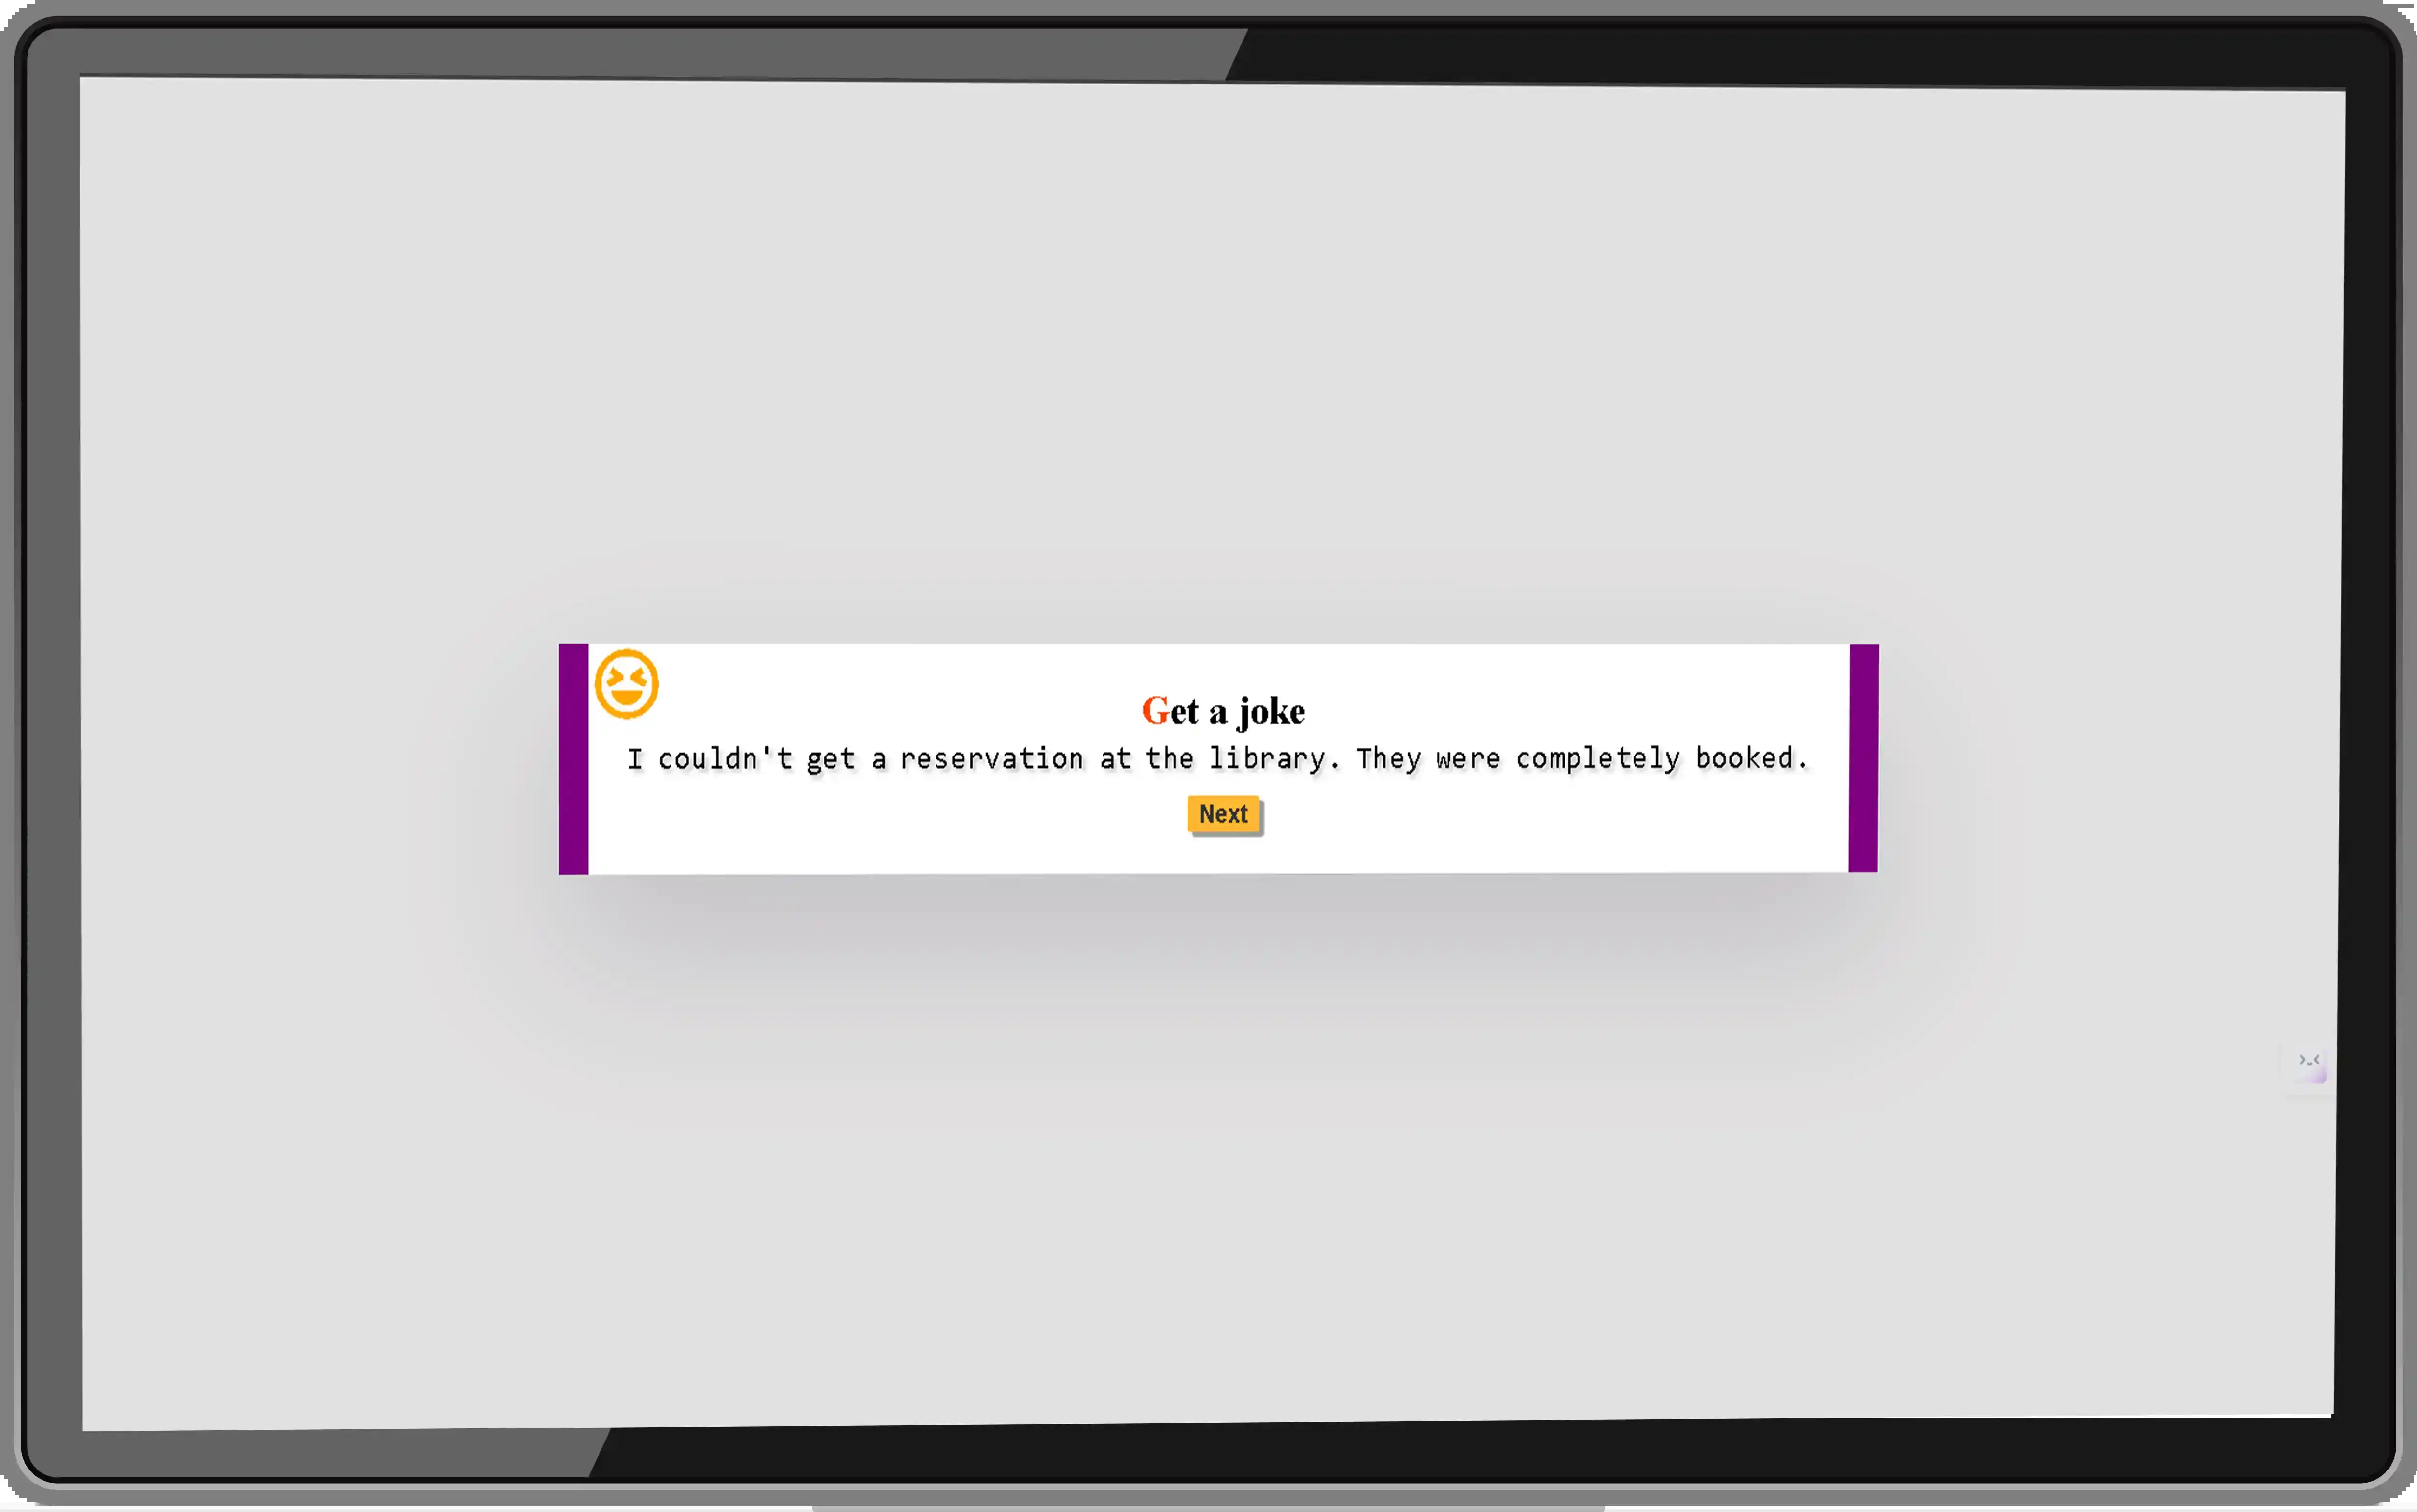 Get a joke
I couldn't get a reservation at the library. They were completely booked.
Next